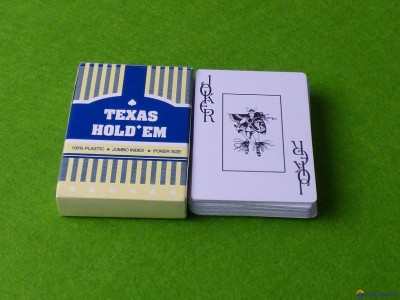 TEXAS
HOLD'EM
100% PLASTIC • JUMBO INDEX • POKER SIZE
JOKER
JOKER